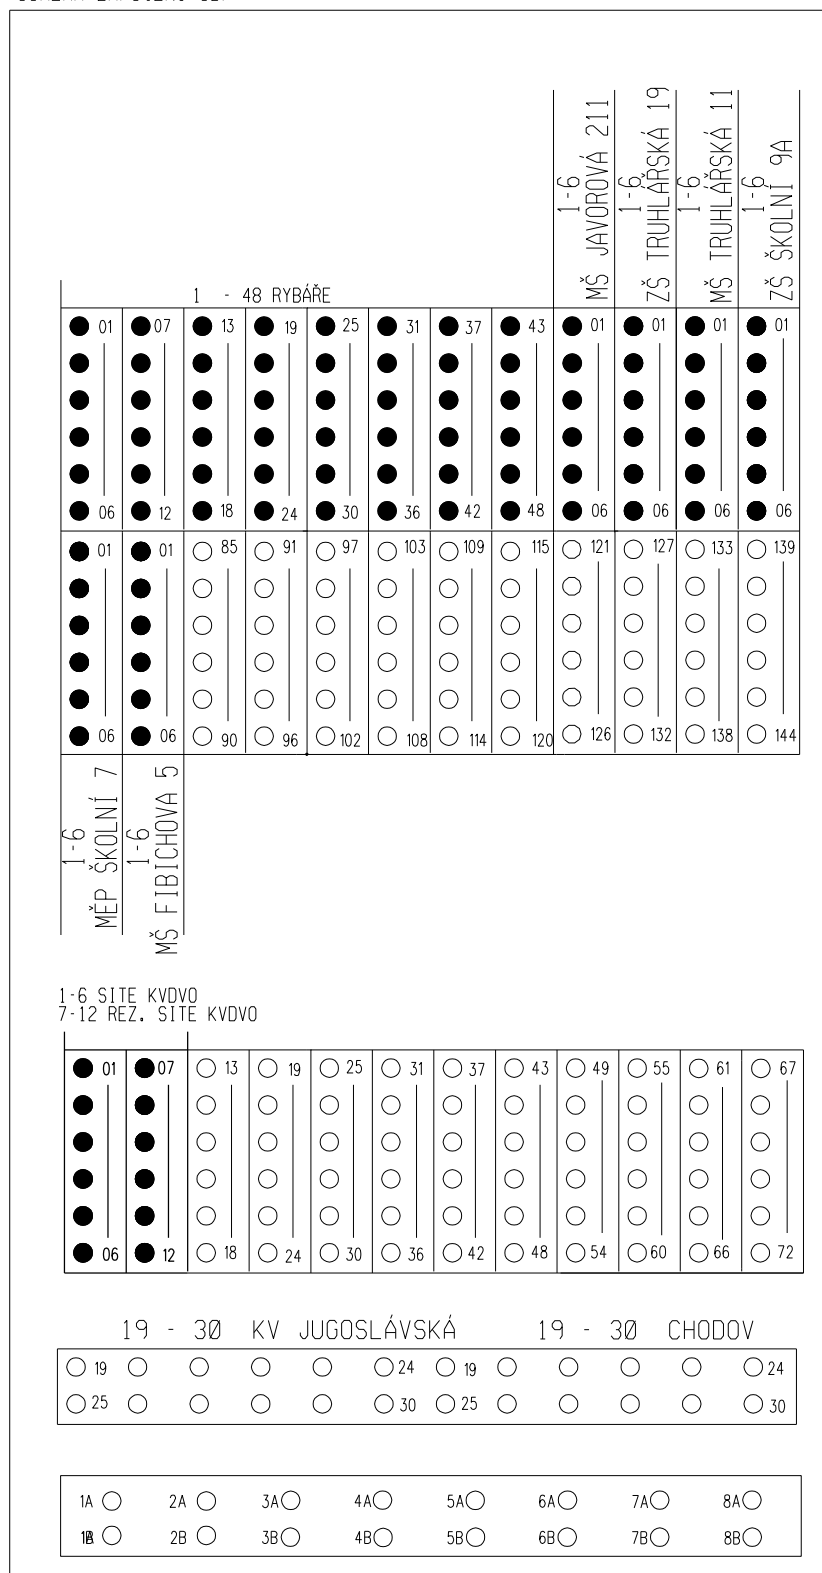 1-6
MŠ JAVOROVÁ 211
1-6
ZŠ TRUHLÁŘSKÁ 19
1-6
MŠ TRUHLÁŘSKÁ 11
1-6
ZŠ ŠKOLNÍ 9A
1 - 48 RYBÁŘE
01 07 13 19 25 31 37 43 01 01 01 01
06 12 18 24 30 36 42 48 06 06 06 06
01 01 85 91 97 103 109 115 121 127 133 139
06 06 90 96 102 108 114 120 126 132 138 144
1-6
MĚP ŠKOLNÍ 7
1-6
MŠ FIBICHOVA 5
1-6 SITE KVDVO
7-12 REZ. SITE KVDVO
01 07 13 19 25 31 37 43 49 55 61 67
06 12 18 24 30 36 42 48 54 60 66 72
19 - 30 KV JUGOSLÁVSKÁ 19 - 30 CHODOV
19 24 19 24
25 30 25 30
1A 2A 3A 4A 5A 6A 7A 8A
2B 3B 4B 5B 6B 7B 8B